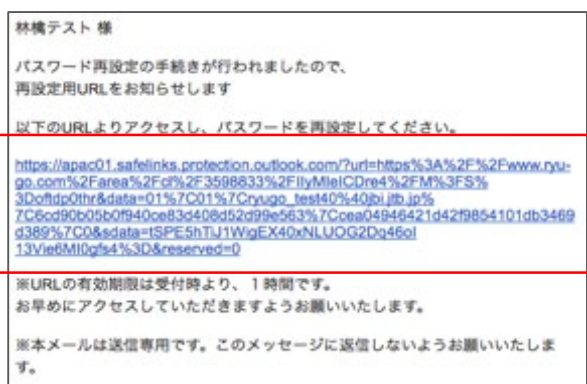 林檎テスト 様
パスワード再設定の手続きが行われましたので、
再設定用URLをお知らせします
以下のURLよりアクセスし、パスワードを再設定してください。
https://apac01.safelinks.protection.outlook.com/?url=https%3A%2F%2Fwww.ryu-
go.com%2Farea%2Fcf%2F3598833%2FIlyMleICDre4%2FM%3FS%
3Doftdp0thr&data=01%7C01%7Cryugo_test40%40jbi.jtb.jp%
7C6cd90b05b0f940ce83d408d52d99e563%7Ccea04946421d42f9854101db3469
d389%7C0&sdata=tSPE5hTiJ1WigEX40xNLUOG2Dq46oI
13Vie6MI0gfs4%3D&reserved=0
※URLの有効期限は受付時より、1時間です。
お早めにアクセスしていただきますようお願いいたします。
※本メールは送信専用です。このメッセージに返信しないようお願いいたしま
す。